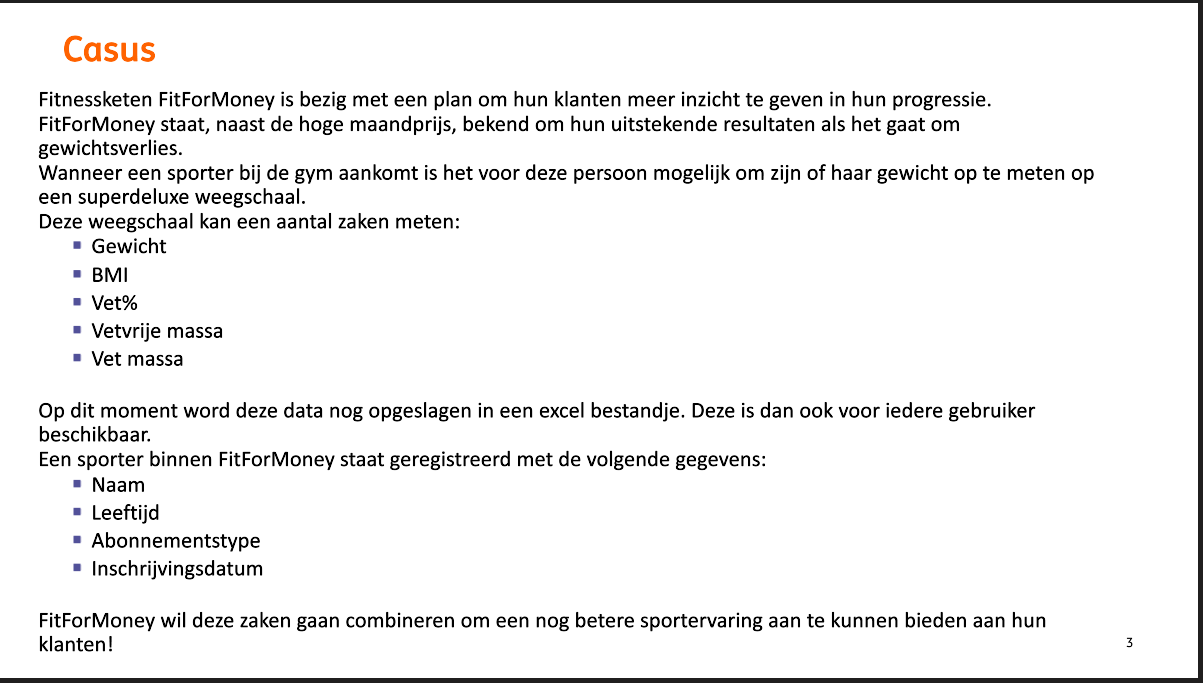 Casus
Fitnessketen FitForMoney is bezig met een plan om hun klanten meer inzicht te geven in hun progressie.
FitForMoney staat, naast de hoge maandprijs, bekend om hun uitstekende resultaten als het gaat om
gewichtsverlies.
Wanneer een sporter bij de gym aankomt is het voor deze persoon mogelijk om zijn of haar gewicht op te meten op
een superdeluxe weegschaal.
Deze weegschaal kan een aantal zaken meten:
▪ Gewicht
▪ BMI
▪ Vet%
▪ Vetvrije massa
▪ Vet massa
Op dit moment word deze data nog opgeslagen in een excel bestandje. Deze is dan ook voor iedere gebruiker
beschikbaar.
Een sporter binnen FitForMoney staat geregistreerd met de volgende gegevens:
▪ Naam
▪ Leeftijd
▪ Abonnementstype
▪ Inschrijvingsdatum
FitForMoney wil deze zaken gaan combineren om een nog betere sportervaring aan te kunnen bieden aan hun
klanten!
3